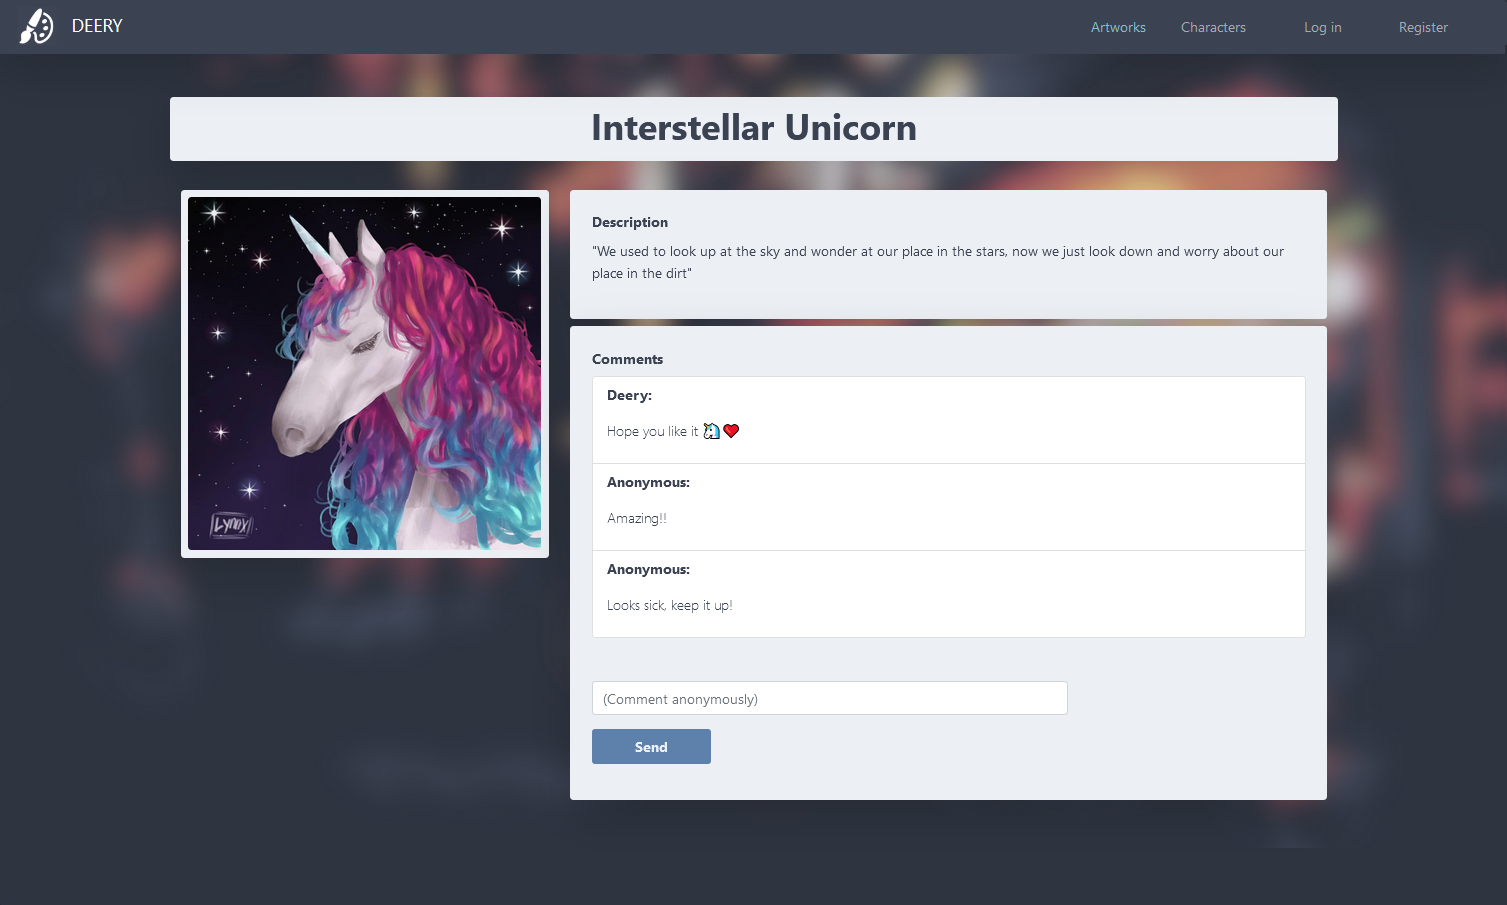 DEERY
Artworks
Characters
Log in
Register
Interstellar Unicorn
Lynix
Description
"We used to look up at the sky and wonder at our place in the stars, now we just look down and worry about our
place in the dirt"
Comments
Deery:
Hope you like it 🦄❤
Anonymous:
Amazing!!
Anonymous:
Looks sick, keep it up!
(Comment anonymously)
Send